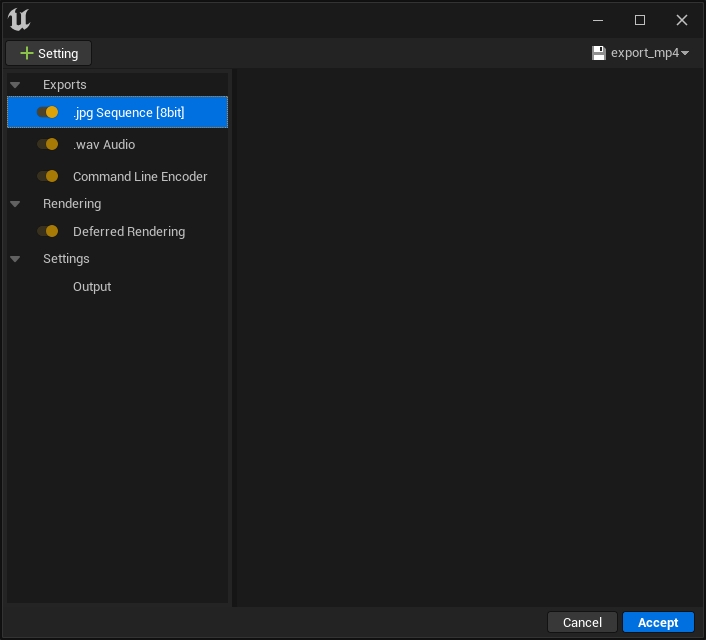 Setting
export_mp4
Exports
.jpg Sequence [8bit]
.wav Audio
Command Line Encoder
Rendering
Deferred Rendering
Settings
Output
Cancel
Accept